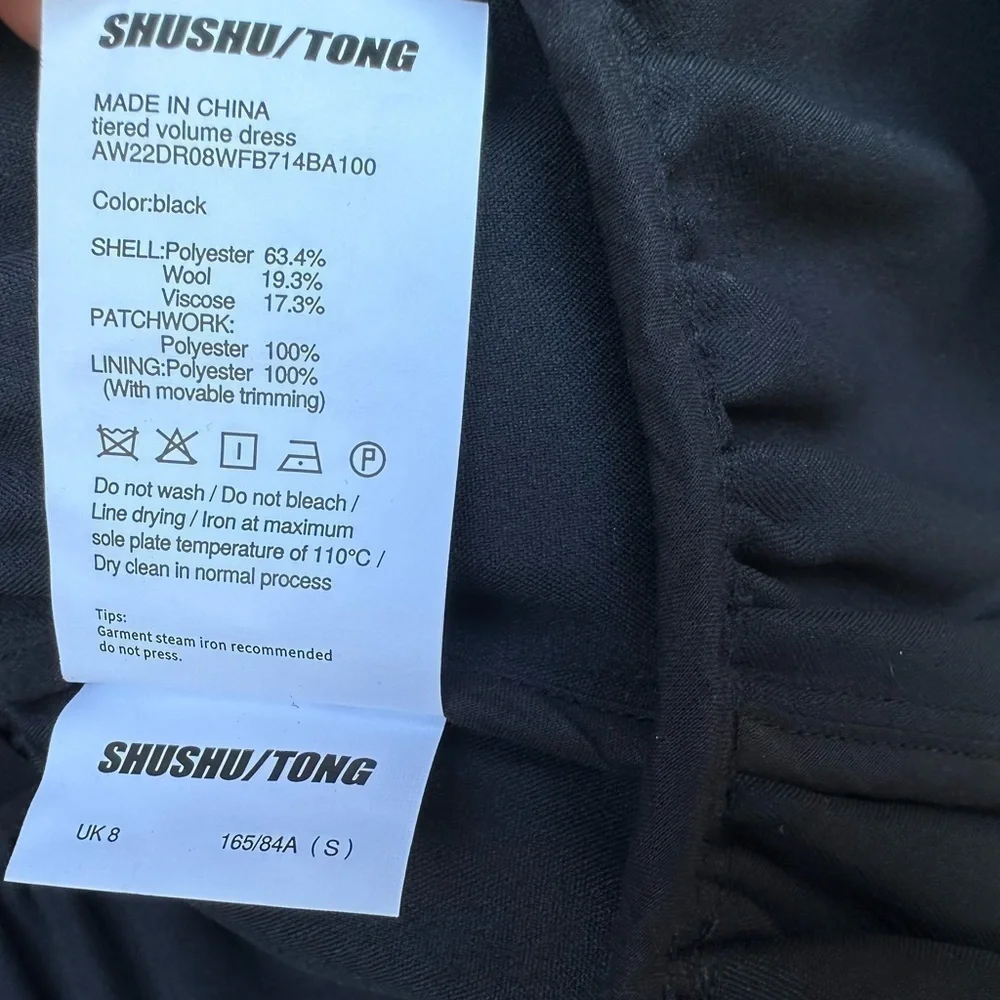 SHUSHU/TONG
MADE IN CHINA
tiered volume dress
AW22DR08WFB714BA100
Color:black
SHELL:Polyester 63.4%
Wool 19.3%
Viscose 17.3%
PATCHWORK:
Polyester 100%
LINING:Polyester 100%
(With movable trimming)
P
Do not wash / Do not bleach /
Line drying / Iron at maximum
sole plate temperature of 110°C /
Dry clean in normal process
Tips:
Garment steam iron recommended
do not press.
SHUSHU/TONG
UK 8 165/84A (S)